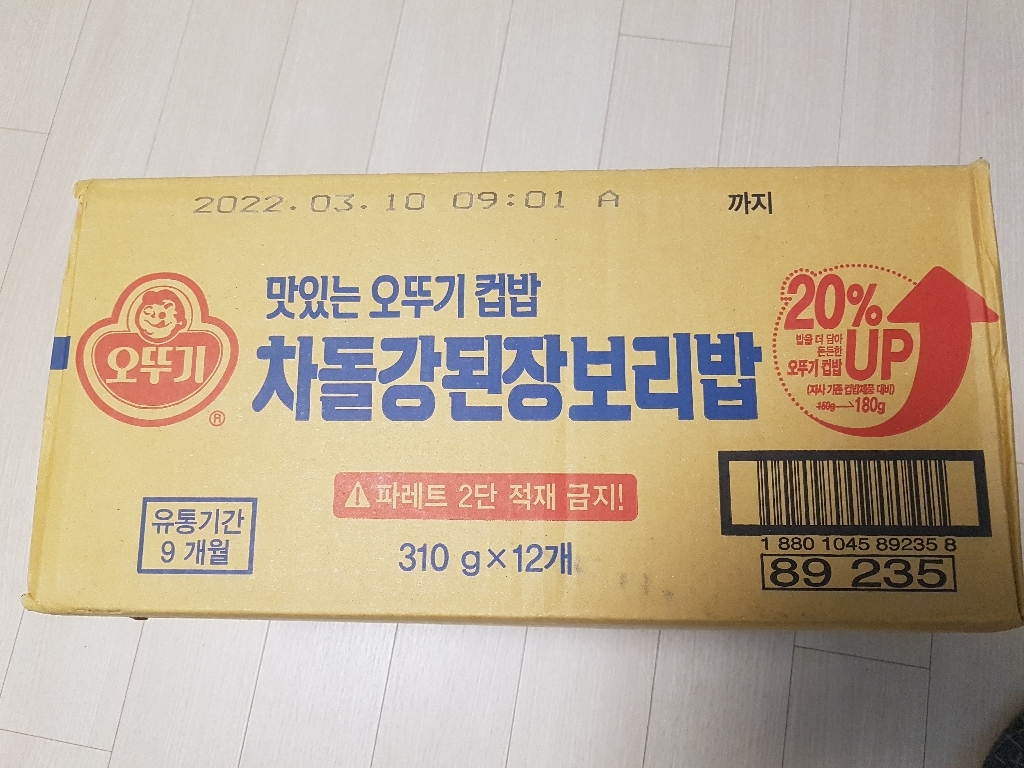 2022.03.10 09:01 A 까지
맛있는 오뚜기 컵밥
차돌강된장보리밥
오뚜기
®
20%
UP
밥을 더 담아
든든한
오뚜기 컵밥
(자사 기존 컵밥제품 대비)
150g→180g
파레트 2단 적재 금지!
유통기간
9 개월
310 g×12개
1 880 1045 89235 8
89 235